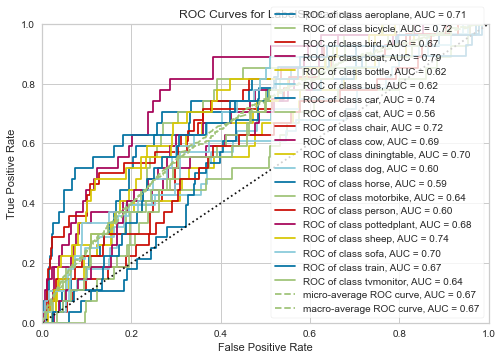 ROC Curves for
ROC of class aeroplane, AUC = 0.71
ROC of class bicycle, AUC = 0.72
ROC of class bird, AUC = 0.67
ROC of class boat, AUC = 0.79
ROC of class bottle, AUC = 0.62
ROC of class bus, AUC = 0.62
ROC of class car, AUC = 0.74
ROC of class cat, AUC = 0.56
ROC of class chair, AUC = 0.72
ROC of class cow, AUC = 0.69
ROC of class diningtable, AUC = 0.70
ROC of class dog, AUC = 0.60
ROC of class horse, AUC = 0.59
ROC of class motorbike, AUC = 0.64
ROC of class person, AUC = 0.60
ROC of class pottedplant, AUC = 0.68
ROC of class sheep, AUC = 0.74
ROC of class sofa, AUC = 0.70
ROC of class train, AUC = 0.67
ROC of class tvmonitor, AUC = 0.64
micro-average ROC curve, AUC = 0.67
macro-average ROC curve, AUC = 0.67
True Positive Rate
1.0
0.8
0.6
0.4
0.2
0.0
0.0 0.2 0.4 0.6 0.8 1.0
False Positive Rate